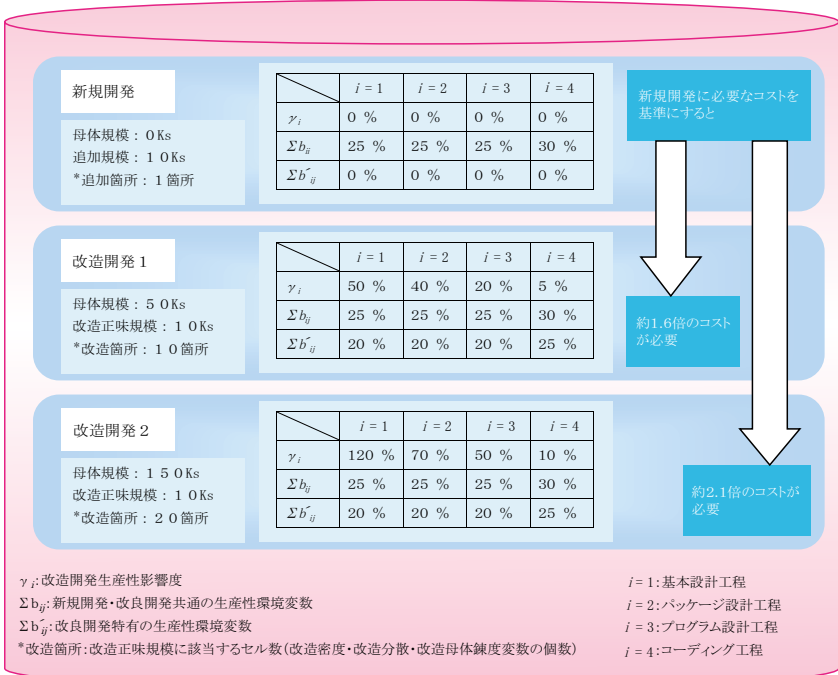 新規開発
母体規模：０Ks
追加規模：１０Ks
*追加箇所：１箇所
i＝1 i＝2 i＝3 i＝4
γi 0 % 0 % 0 % 0 %
Σbij 25 % 25 % 25 % 30 %
Σb´ij 0 % 0 % 0 % 0 %
新規開発に必要なコストを
基準にすると
改造開発１
母体規模：５０Ks
改造正味規模：１０Ks
*改造箇所：１０箇所
i＝1 i＝2 i＝3 i＝4
γi 50 % 40 % 20 % 5 %
Σbij 25 % 25 % 25 % 30 %
Σb´ij 20 % 20 % 20 % 25 %
約1.6倍のコスト
が必要
改造開発２
母体規模：１５０Ks
改造正味規模：１０Ks
*改造箇所：２０箇所
i＝1 i＝2 i＝3 i＝4
γi 120 % 70 % 50 % 10 %
Σbij 25 % 25 % 25 % 30 %
Σb´ij 20 % 20 % 20 % 25 %
約2.1倍のコストが
必要
γi:改造開発生産性影響度
Σbij:新規開発・改良開発共通の生産性環境変数
Σb´ij:改良開発特有の生産性環境変数
*改造箇所:改造正味規模に該当するセル数(改造密度・改造分散・改造母体錬度変数の個数)
i＝1:基本設計工程
i＝2:パッケージ設計工程
i＝3:プログラム設計工程
i＝4:コーディング工程